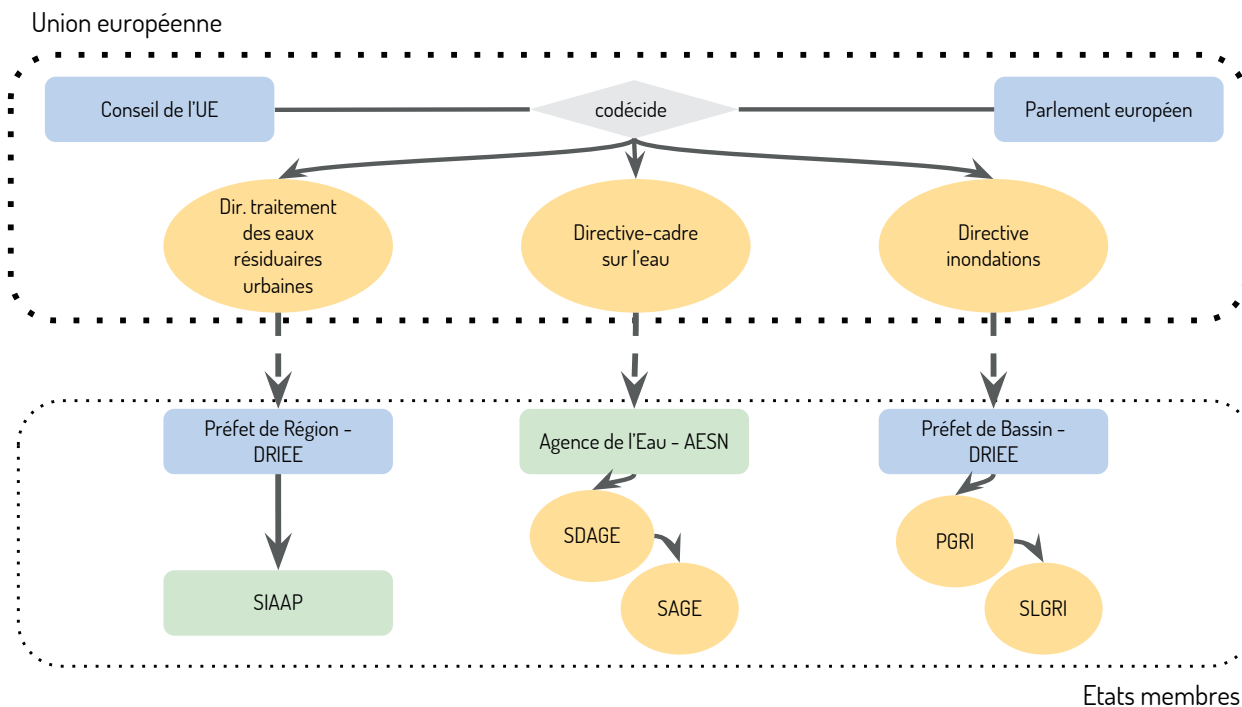 Union européenne
Conseil de l'UE
codécide
Parlement européen
Dir. traitement
des eaux
résiduaires
urbaines
Directive-cadre
sur l'eau
Directive
inondations
Préfet de Région -
DRIEE
Agence de l'Eau - AESN
Préfet de Bassin -
DRIEE
SDAGE
PGRI
SIAAP
SAGE
SLGRI
Etats membres